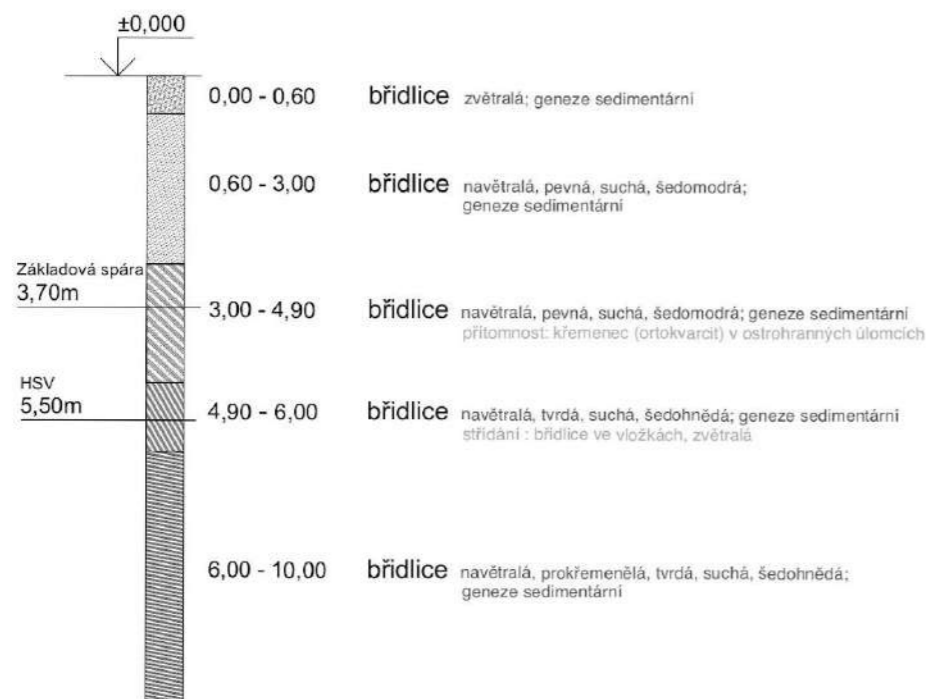 ±0,000
0,00 - 0,60 břidlice zvětralá; geneze sedimentární
0,60 - 3,00 břidlice navětralá, pevná, suchá, šedomodrá;
geneze sedimentární
Základová spára
3,70m
3,00 - 4,90 břidlice navětralá, pevná, suchá, šedomodrá; geneze sedimentární
přítomnost: křemenec (ortokvarcit) v ostrohranných úlomcích
HSV
5,50m
4,90 - 6,00 břidlice navětralá, tvrdá, suchá, šedohnědá; geneze sedimentární
střídání : břidlice ve vložkách, zvětralá
6,00 - 10,00 břidlice navětralá, prokřemenělá, tvrdá, suchá, šedohnědá;
geneze sedimentární